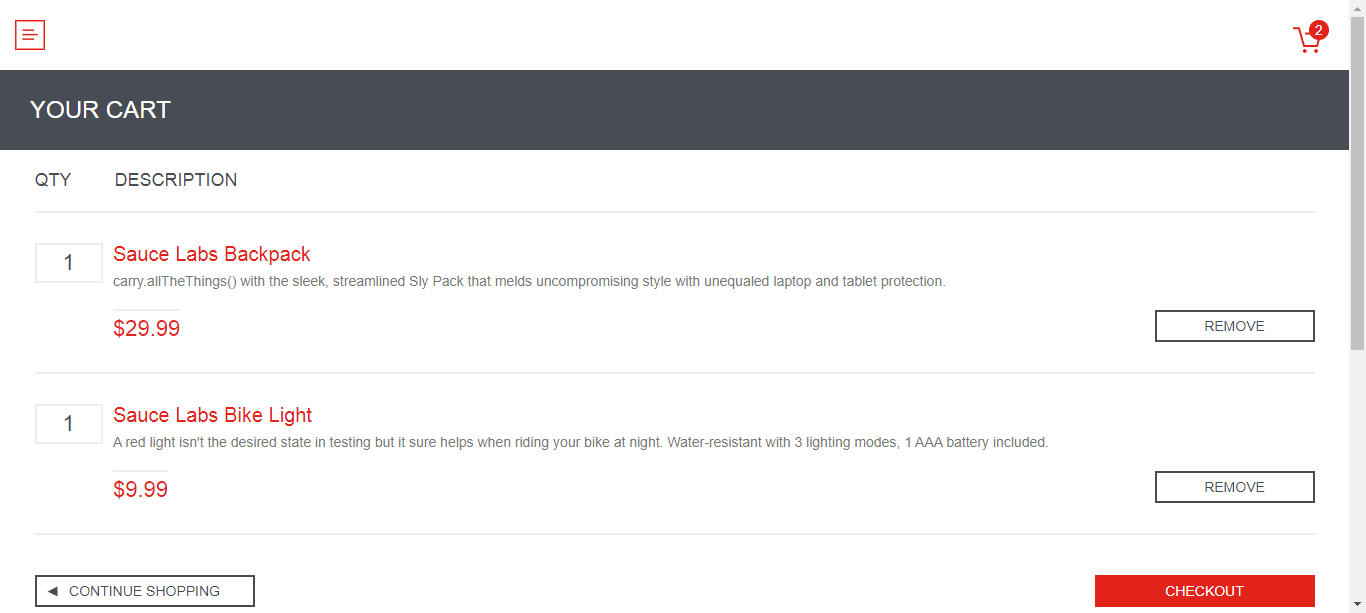 2
YOUR CART
QTY DESCRIPTION
1 Sauce Labs Backpack
carry.allTheThings() with the sleek, streamlined Sly Pack that melds uncompromising style with unequaled laptop and tablet protection.
$29.99 REMOVE
1 Sauce Labs Bike Light
A red light isn't the desired state in testing but it sure helps when riding your bike at night. Water-resistant with 3 lighting modes, 1 AAA battery included.
$9.99 REMOVE
CONTINUE SHOPPING CHECKOUT